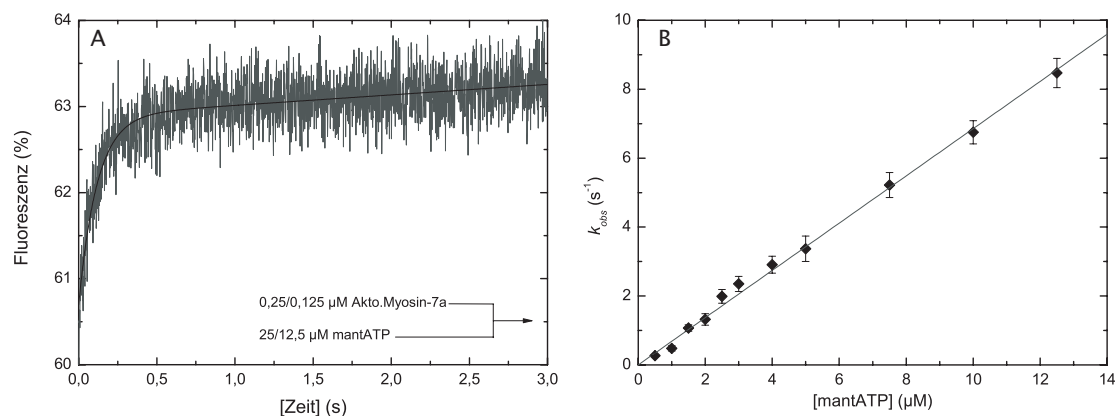 A
Fluoreszenz (%)
64
63
62
61
60
0,25/0,125 µM Akto.Myosin-7a
25/12,5 µM mantATP
0,0 0,5 1,0 1,5 2,0 2,5 3,0
[Zeit] (s)
B
k_obs (s⁻¹)
10
8
6
4
2
0
0 2 4 6 8 10 12 14
[mantATP] (µM)